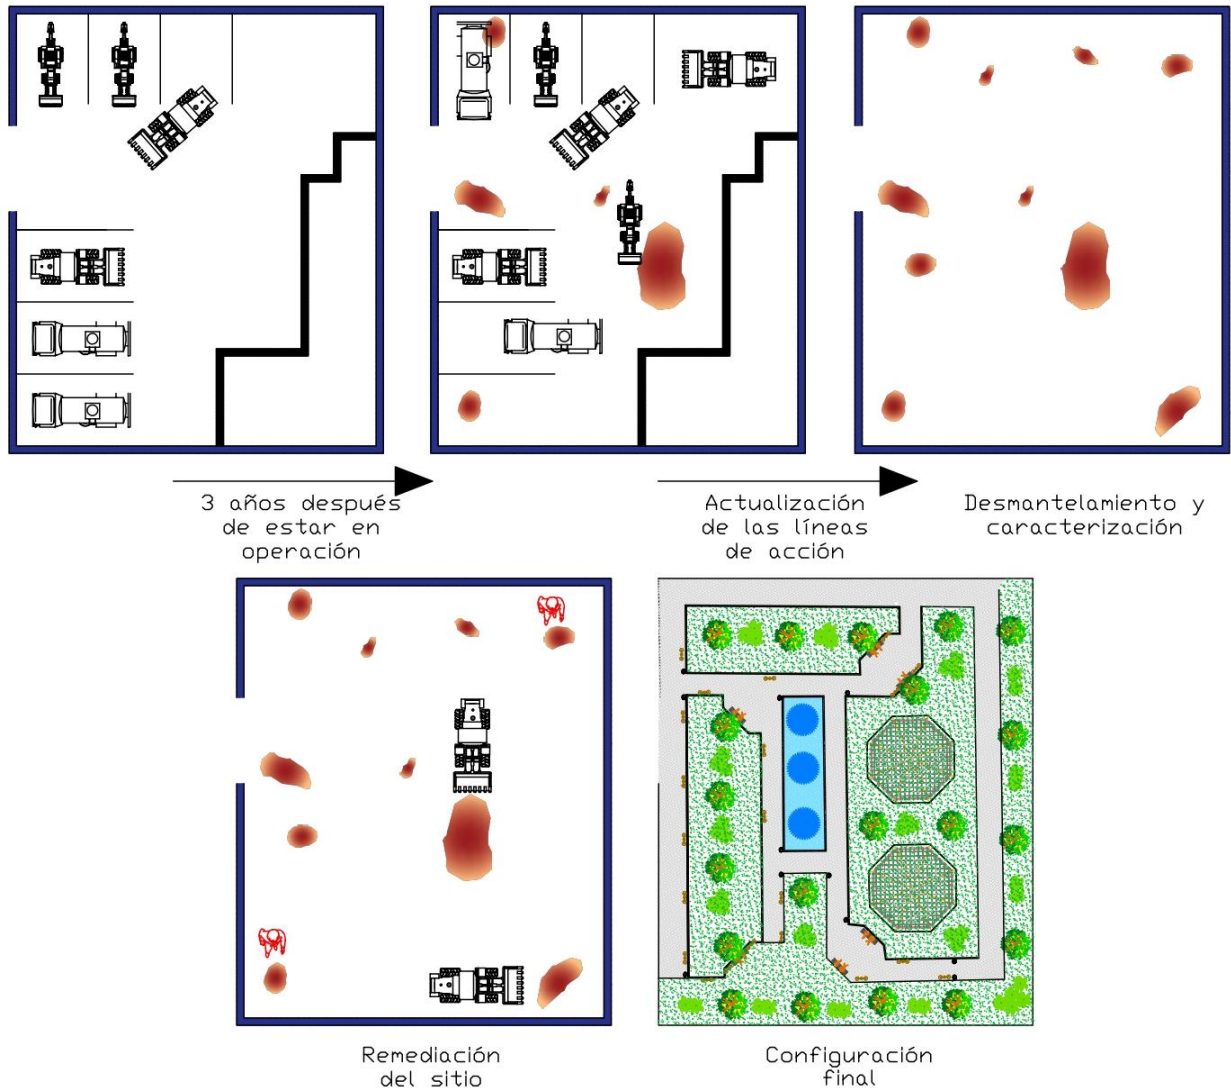 3 años después
de estar en
operación
Actualización
de las líneas
de acción
Desmantelamiento y
caracterización
Remediación
del sitio
Configuración
final